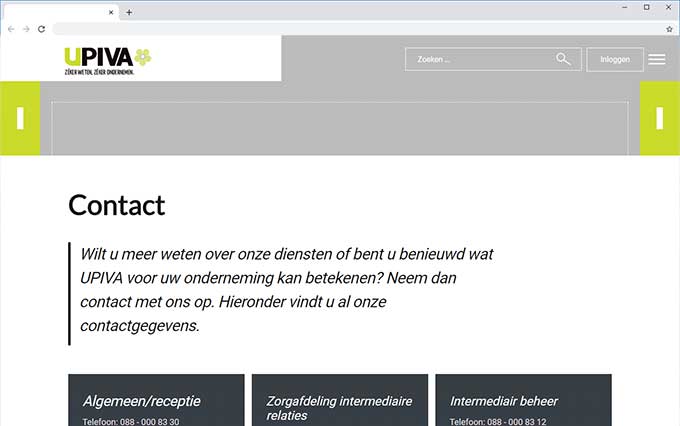 UPIVA
ZÉKER WETEN. ZÉKER ONDERNEMEN.
Zoeken ...
Inloggen
Contact
Wilt u meer weten over onze diensten of bent u benieuwd wat
UPIVA voor uw onderneming kan betekenen? Neem dan
contact met ons op. Hieronder vindt u al onze
contactgegevens.
Algemeen/receptie
Telefoon: 088 - 000 83 30
Zorgafdeling intermediaire
relaties
Intermediair beheer
Telefoon: 088 - 000 83 12